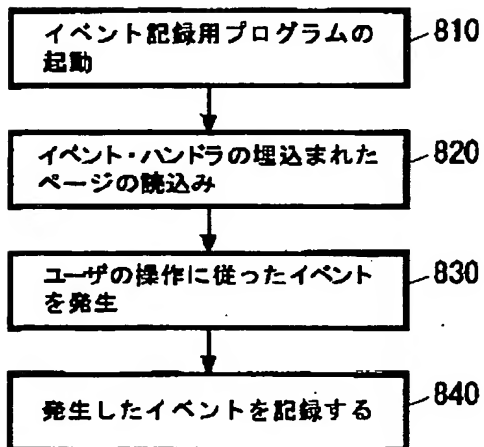 イベント記録用プログラムの
起動
810
イベント・ハンドラの埋込まれた
ページの読込み
820
ユーザの操作に従ったイベント
を発生
830
発生したイベントを記録する
840